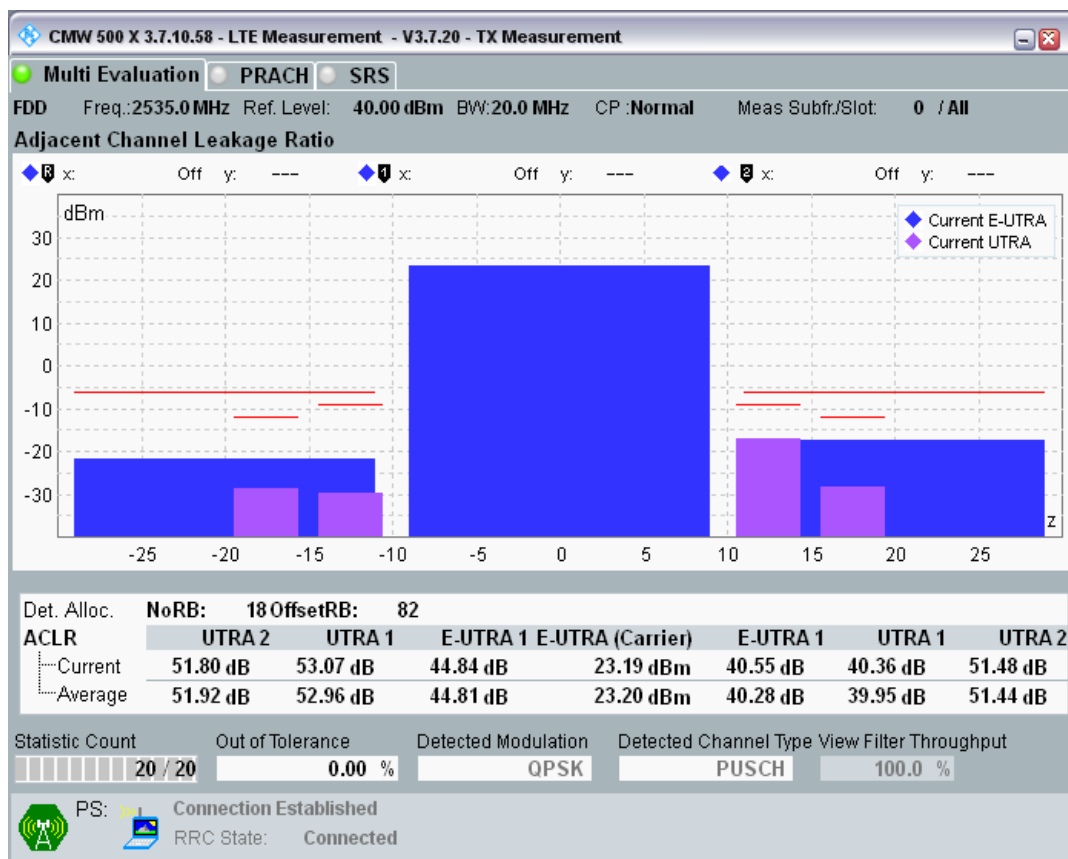 CMW 500 X 3.7.10.58 - LTE Measurement - V3.7.20 - TX Measurement
Multi Evaluation PRACH SRS
FDD Freq.:2535.0 MHz Ref. Level: 40.00 dBm BW:20.0 MHz CP :Normal Meas Subfr./Slot: 0 / All
Adjacent Channel Leakage Ratio
R x: Off y: --- 1 x: Off y: --- 2 x: Off y: ---
dBm
Current E-UTRA
Current UTRA
30
20
10
0
-10
-20
-30
z
-25 -20 -15 -10 -5 0 5 10 15 20 25
Det. Alloc. NoRB: 18 OffsetRB: 82
ACLR UTRA 2 UTRA 1 E-UTRA 1 E-UTRA (Carrier) E-UTRA 1 UTRA 1 UTRA 2
Current 51.80 dB 53.07 dB 44.84 dB 23.19 dBm 40.55 dB 40.36 dB 51.48 dB
Average 51.92 dB 52.96 dB 44.81 dB 23.20 dBm 40.28 dB 39.95 dB 51.44 dB
Statistic Count Out of Tolerance Detected Modulation Detected Channel Type View Filter Throughput
20 / 20 0.00 % QPSK PUSCH 100.0 %
PS: Connection Established
RRC State: Connected